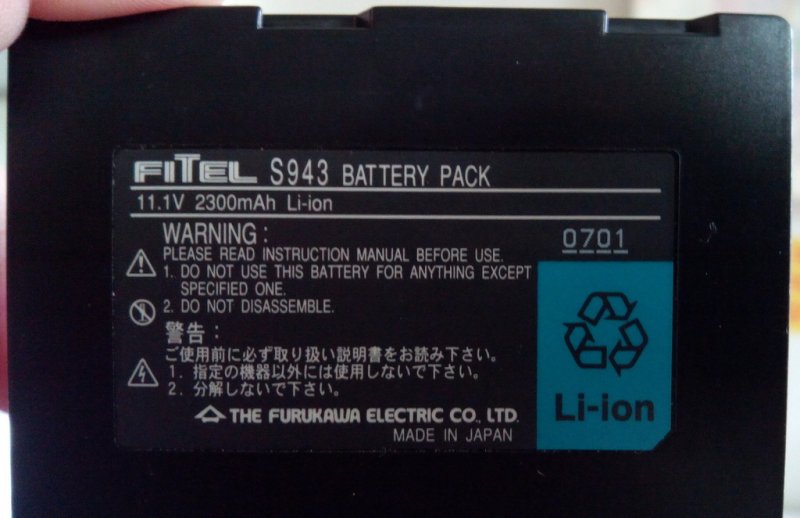 FITEL S943 BATTERY PACK
11.1V 2300mAh Li-ion
WARNING :
PLEASE READ INSTRUCTION MANUAL BEFORE USE.
1. DO NOT USE THIS BATTERY FOR ANYTHING EXCEPT
SPECIFIED ONE.
2. DO NOT DISASSEMBLE.
警告：
ご使用前に必ず取り扱い説明書をお読み下さい。
1．指定の機器以外には使用しないで下さい。
2．分解しないで下さい。
THE FURUKAWA ELECTRIC CO., LTD.
MADE IN JAPAN
0701
Li-ion